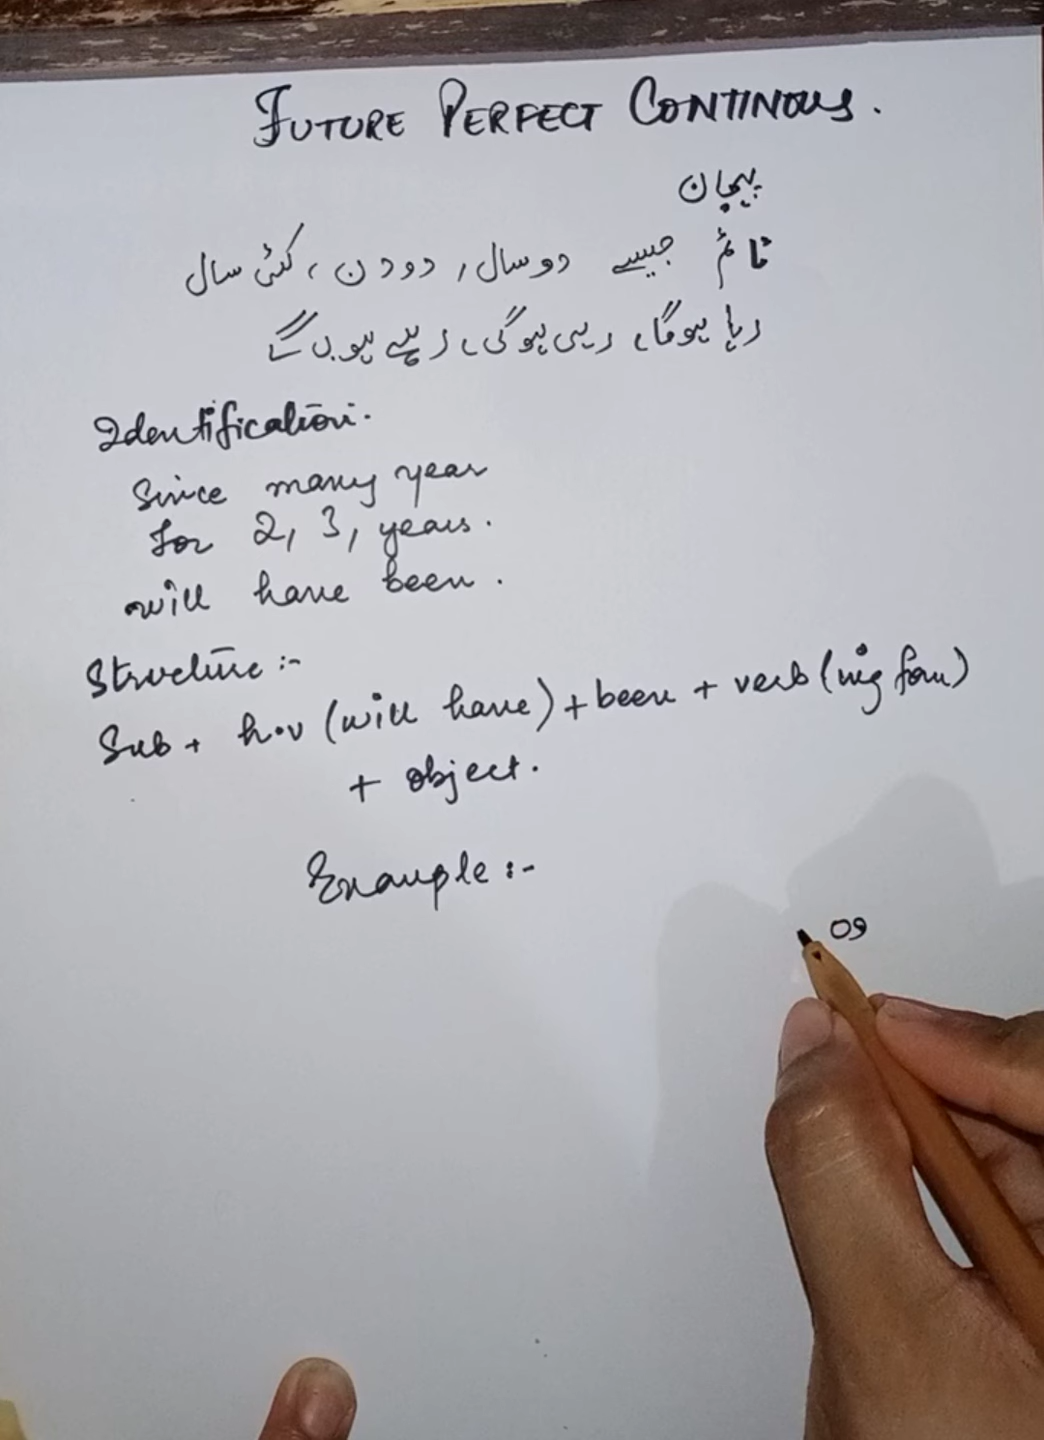 FUTURE PERFECT CONTINOUS.
پہچان
ٹائم جیسے دو سال، دو دن، کئی سال
رہا ہوگا، رہی ہوگی، رہے ہوں گے
Identification.
Since many year
For 2, 3, years.
will have been.
Structure :-
Sub + h.v (will have) + been + verb (ing form)
+ object.
Example :-
وہ